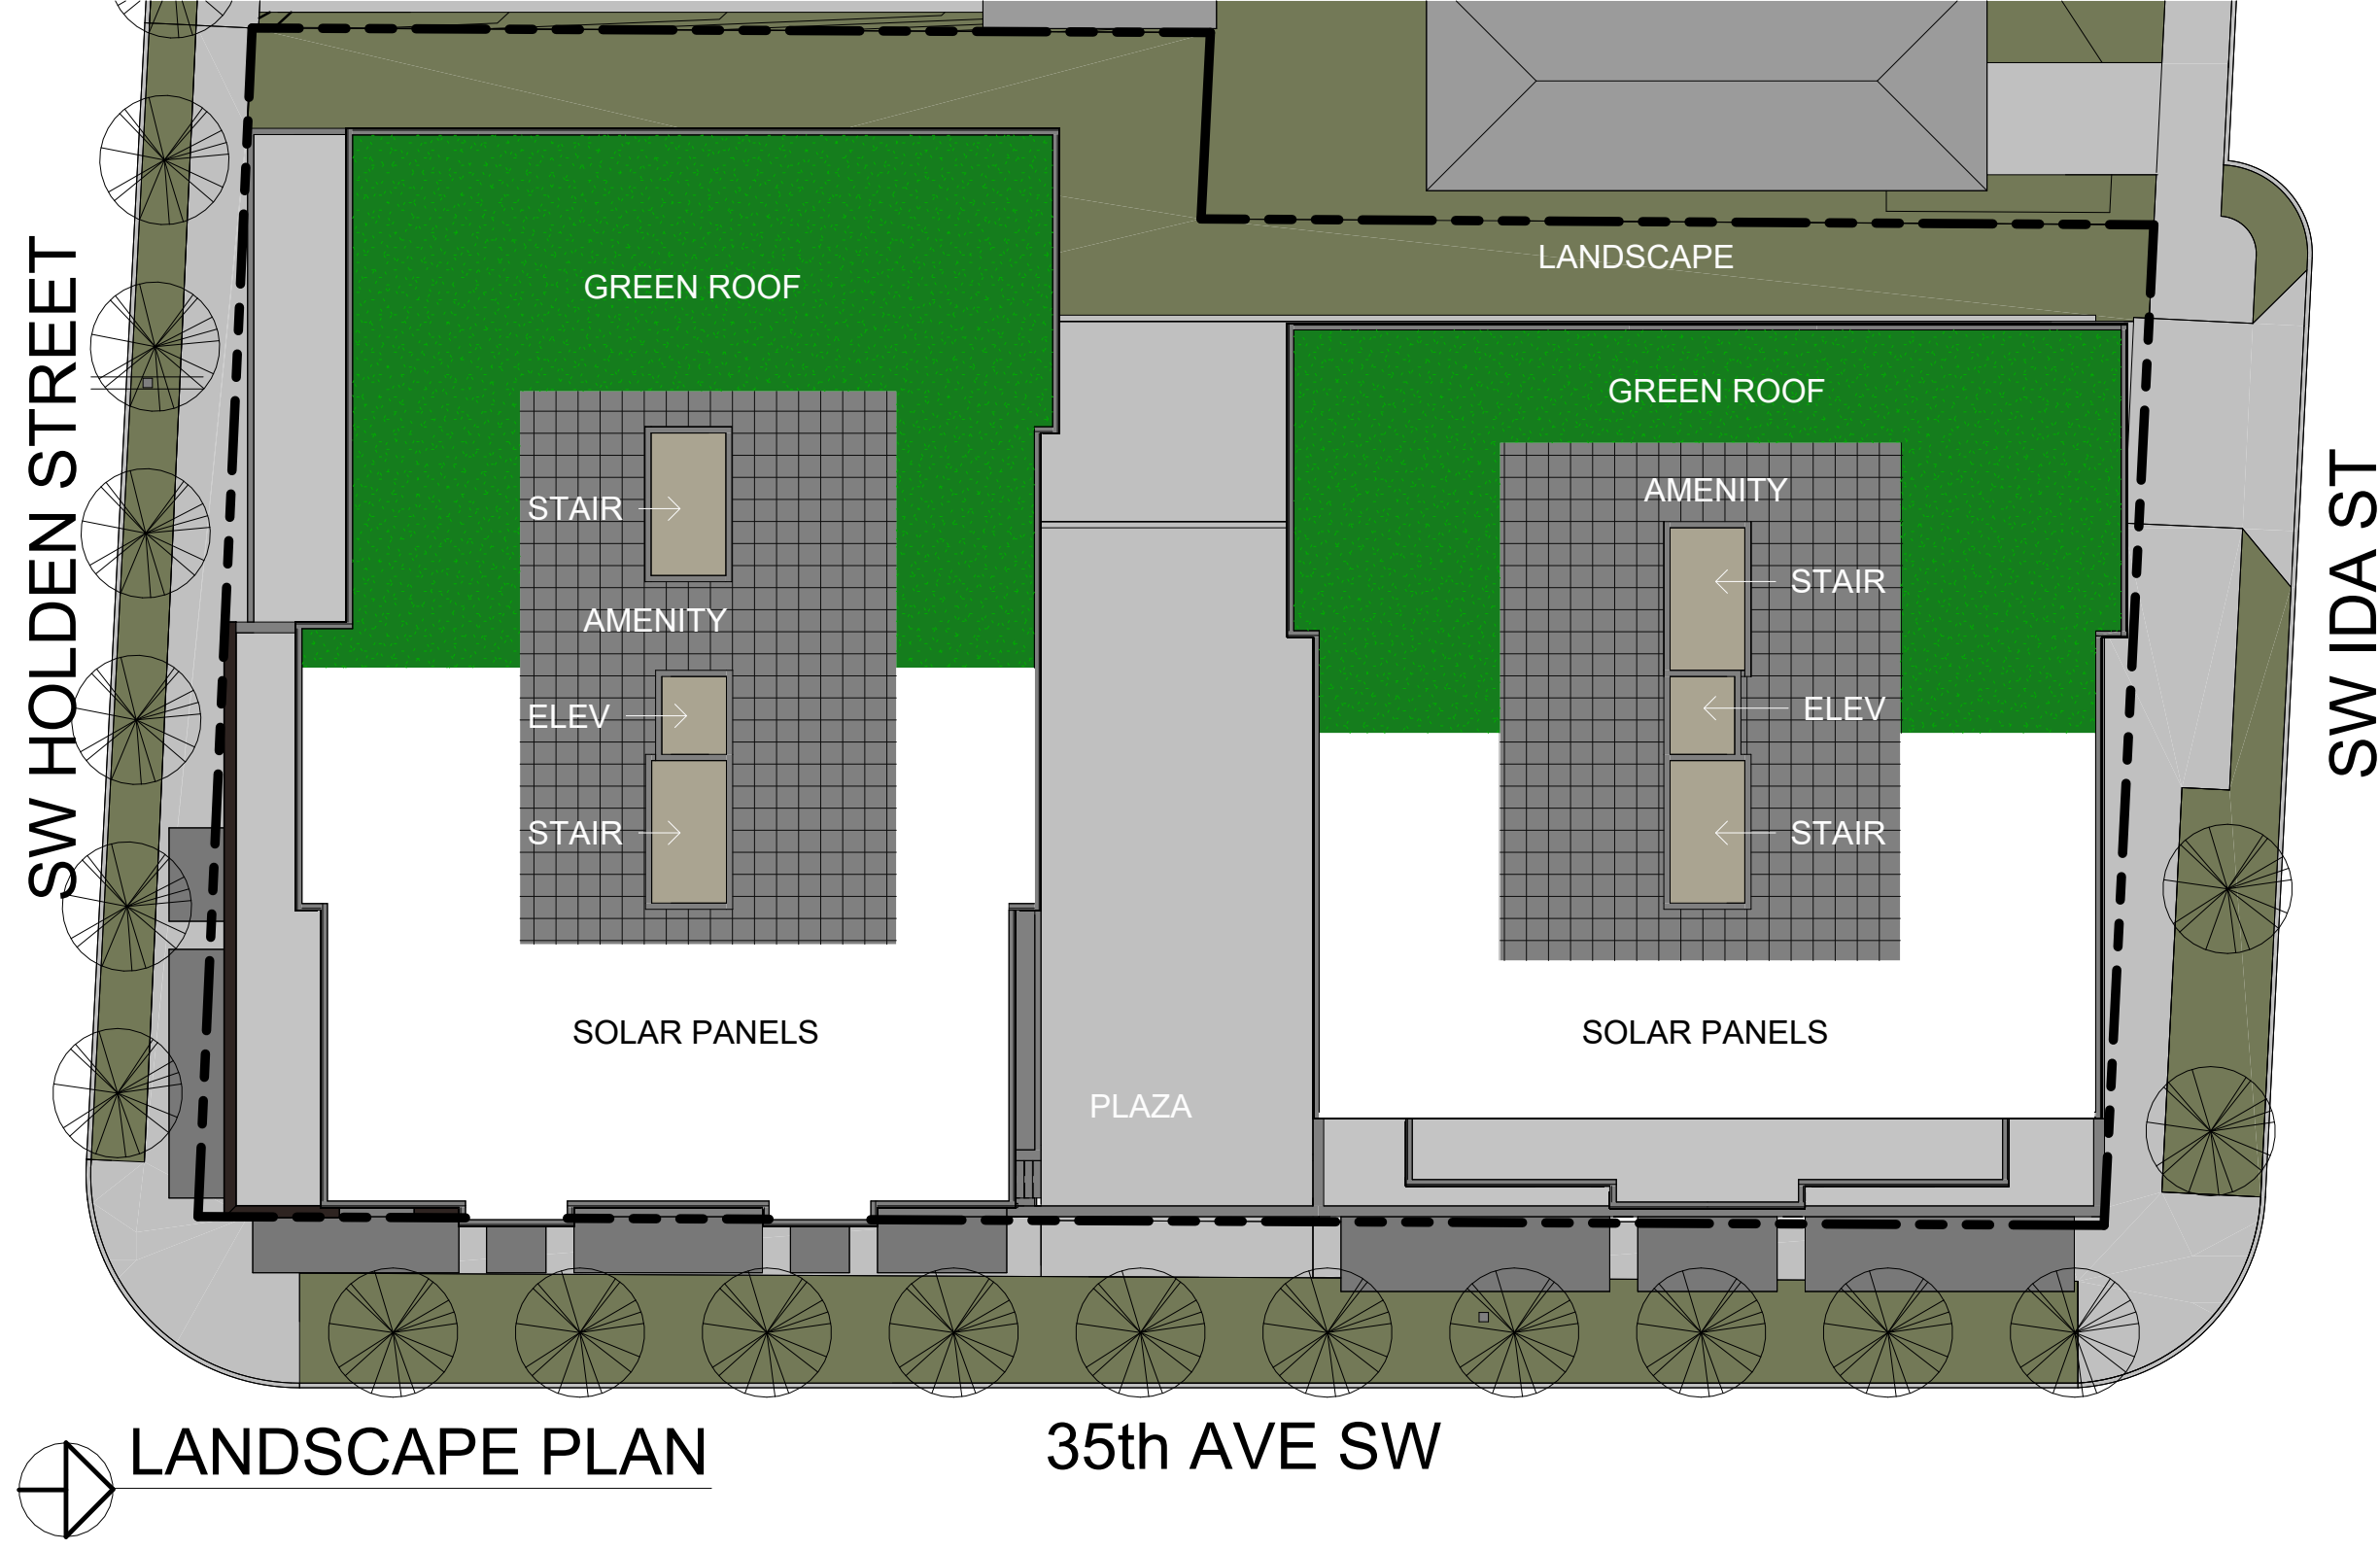 GREEN ROOF
LANDSCAPE
GREEN ROOF
SW HOLDEN STREET
STAIR
AMENITY
AMENITY
STAIR
SW IDA ST
ELEV
ELEV
STAIR
STAIR
SOLAR PANELS
SOLAR PANELS
PLAZA
LANDSCAPE PLAN
35th AVE SW